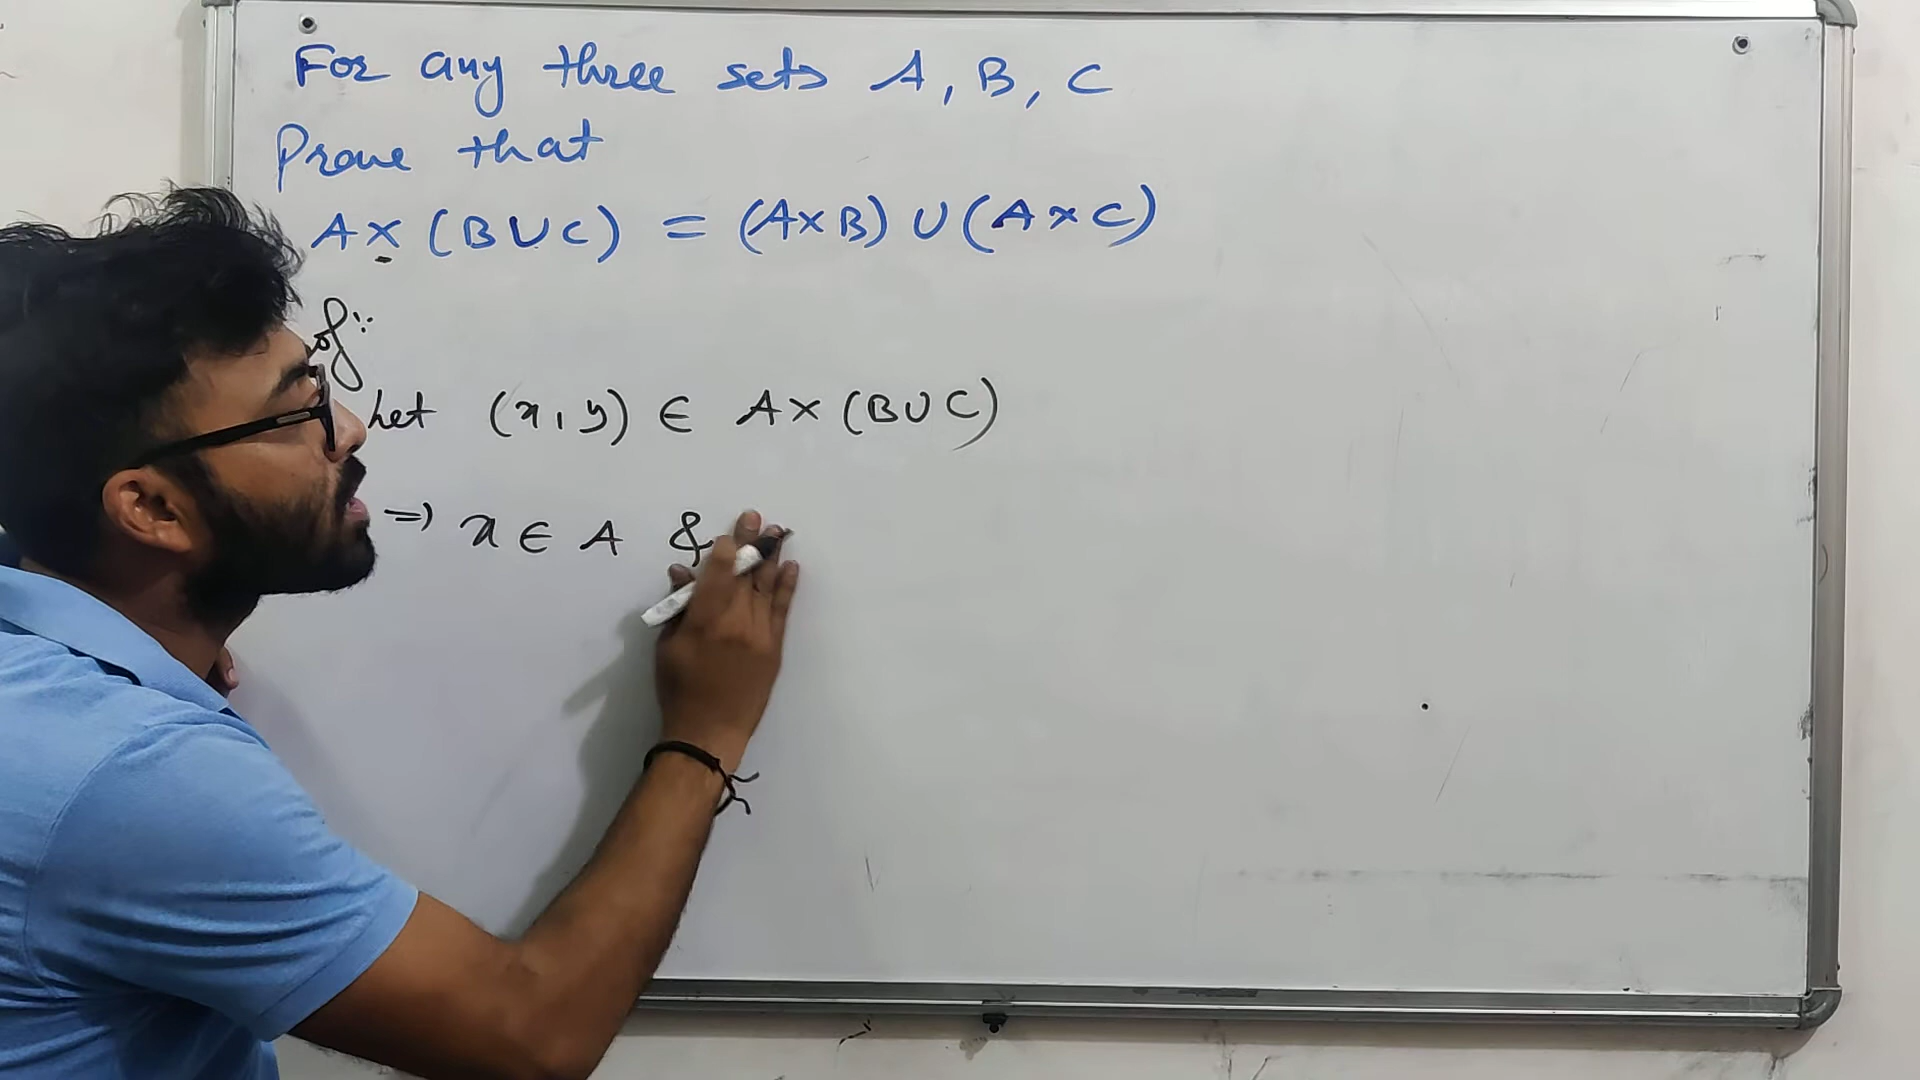 For any three sets A, B, C
Prove that
A × (B ∪ C) = (A×B) ∪ (A×C)
Let (x, y) ∈ A × (B ∪ C)
⇒ x ∈ A &